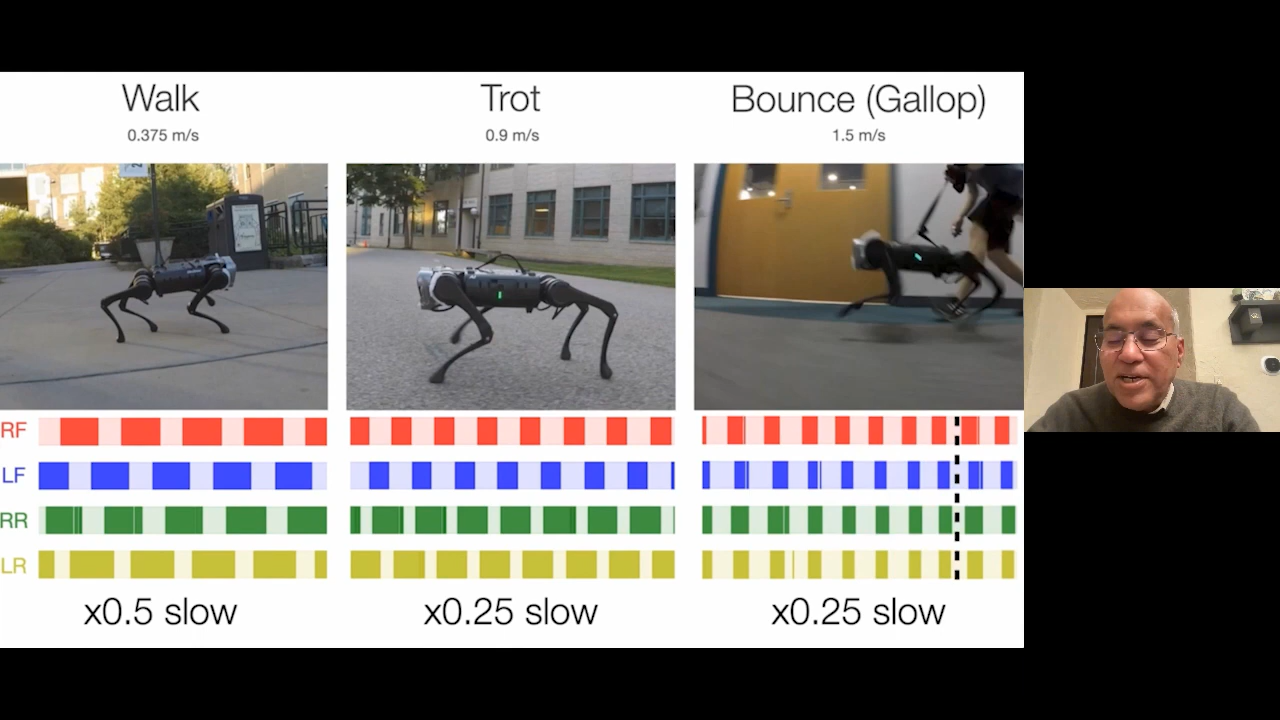 Walk
0.375 m/s
Trot
0.9 m/s
Bounce (Gallop)
1.5 m/s
RF
LF
RR
LR
x0.5 slow
x0.25 slow
x0.25 slow